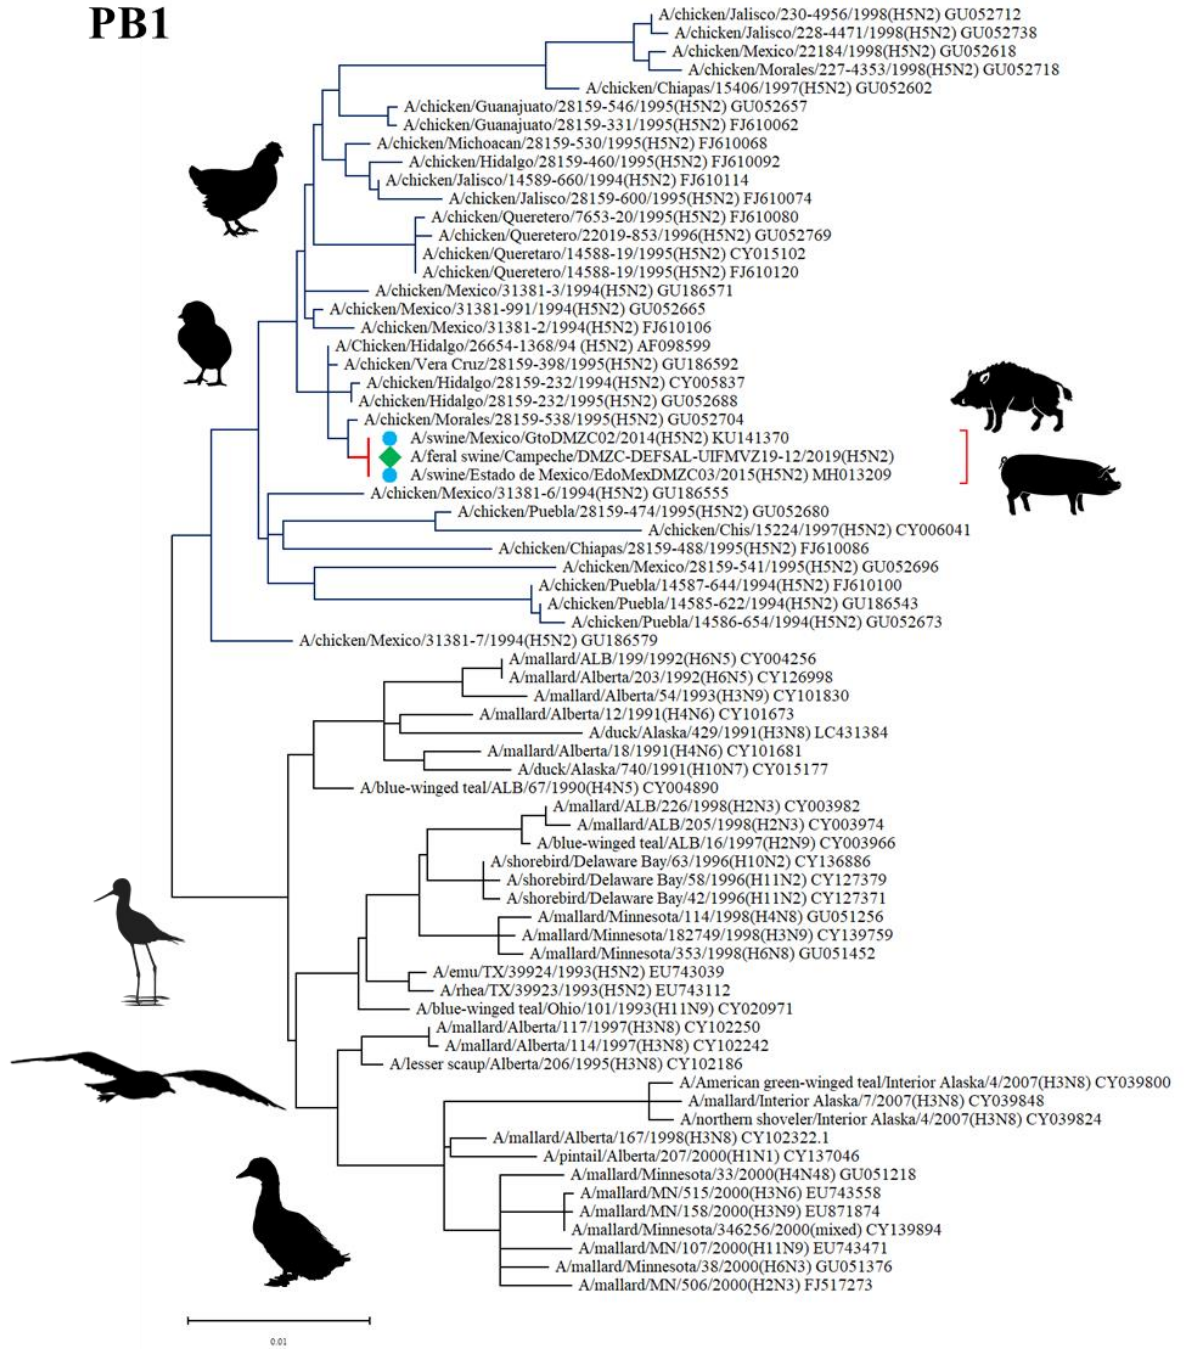 PB1
A/chicken/Jalisco/230-4956/1998(H5N2) GU052712
A/chicken/Jalisco/228-4471/1998(H5N2) GU052738
A/chicken/Mexico/22184/1998(H5N2) GU052618
A/chicken/Morales/227-4353/1998(H5N2) GU052718
A/chicken/Chiapas/15406/1997(H5N2) GU052602
A/chicken/Guanajuato/28159-546/1995(H5N2) GU052657
A/chicken/Guanajuato/28159-331/1995(H5N2) FJ610062
A/chicken/Michoacan/28159-530/1995(H5N2) FJ610068
A/chicken/Hidalgo/28159-460/1995(H5N2) FJ610092
A/chicken/Jalisco/14589-660/1994(H5N2) FJ610114
A/chicken/Jalisco/28159-600/1995(H5N2) FJ610074
A/chicken/Queretero/7653-20/1995(H5N2) FJ610080
A/chicken/Queretero/22019-853/1996(H5N2) GU052769
A/chicken/Queretaro/14588-19/1995(H5N2) CY015102
A/chicken/Queretero/14588-19/1995(H5N2) FJ610120
A/chicken/Mexico/31381-3/1994(H5N2) GU186571
A/chicken/Mexico/31381-991/1994(H5N2) GU052665
A/chicken/Mexico/31381-2/1994(H5N2) FJ610106
A/Chicken/Hidalgo/26654-1368/94 (H5N2) AF098599
A/chicken/Vera Cruz/28159-398/1995(H5N2) GU186592
A/chicken/Hidalgo/28159-232/1994(H5N2) CY005837
A/chicken/Hidalgo/28159-232/1995(H5N2) GU052688
A/chicken/Morales/28159-538/1995(H5N2) GU052704
A/swine/Mexico/GtoDMZC02/2014(H5N2) KU141370
A/feral swine/Campeche/DMZC-DEFSAL-UIFMVZ19-12/2019(H5N2)
A/swine/Estado de Mexico/EdoMexDMZC03/2015(H5N2) MH013209
A/chicken/Mexico/31381-6/1994(H5N2) GU186555
A/chicken/Puebla/28159-474/1995(H5N2) GU052680
A/chicken/Chis/15224/1997(H5N2) CY006041
A/chicken/Chiapas/28159-488/1995(H5N2) FJ610086
A/chicken/Mexico/28159-541/1995(H5N2) GU052696
A/chicken/Puebla/14587-644/1994(H5N2) FJ610100
A/chicken/Puebla/14585-622/1994(H5N2) GU186543
A/chicken/Puebla/14586-654/1994(H5N2) GU052673
A/chicken/Mexico/31381-7/1994(H5N2) GU186579
A/mallard/ALB/199/1992(H6N5) CY004256
A/mallard/Alberta/203/1992(H6N5) CY126998
A/mallard/Alberta/54/1993(H3N9) CY101830
A/mallard/Alberta/12/1991(H4N6) CY101673
A/duck/Alaska/429/1991(H3N8) LC431384
A/mallard/Alberta/18/1991(H4N6) CY101681
A/duck/Alaska/740/1991(H10N7) CY015177
A/blue-winged teal/ALB/67/1990(H4N5) CY004890
A/mallard/ALB/226/1998(H2N3) CY003982
A/mallard/ALB/205/1998(H2N3) CY003974
A/blue-winged teal/ALB/16/1997(H2N9) CY003966
A/shorebird/Delaware Bay/63/1996(H10N2) CY136886
A/shorebird/Delaware Bay/58/1996(H11N2) CY127379
A/shorebird/Delaware Bay/42/1996(H11N2) CY127371
A/mallard/Minnesota/114/1998(H4N8) GU051256
A/mallard/Minnesota/182749/1998(H3N9) CY139759
A/mallard/Minnesota/353/1998(H6N8) GU051452
A/emu/TX/39924/1993(H5N2) EU743039
A/rhea/TX/39923/1993(H5N2) EU743112
A/blue-winged teal/Ohio/101/1993(H11N9) CY020971
A/mallard/Alberta/117/1997(H3N8) CY102250
A/mallard/Alberta/114/1997(H3N8) CY102242
A/lesser scaup/Alberta/206/1995(H3N8) CY102186
A/American green-winged teal/Interior Alaska/4/2007(H3N8) CY039800
A/mallard/Interior Alaska/7/2007(H3N8) CY039848
A/northern shoveler/Interior Alaska/4/2007(H3N8) CY039824
A/mallard/Alberta/167/1998(H3N8) CY102322.1
A/pintail/Alberta/207/2000(H1N1) CY137046
A/mallard/Minnesota/33/2000(H4N48) GU051218
A/mallard/MN/515/2000(H3N6) EU743558
A/mallard/MN/158/2000(H3N9) EU871874
A/mallard/Minnesota/346256/2000(mixed) CY139894
A/mallard/MN/107/2000(H11N9) EU743471
A/mallard/Minnesota/38/2000(H6N3) GU051376
A/mallard/MN/506/2000(H2N3) FJ517273
0.01